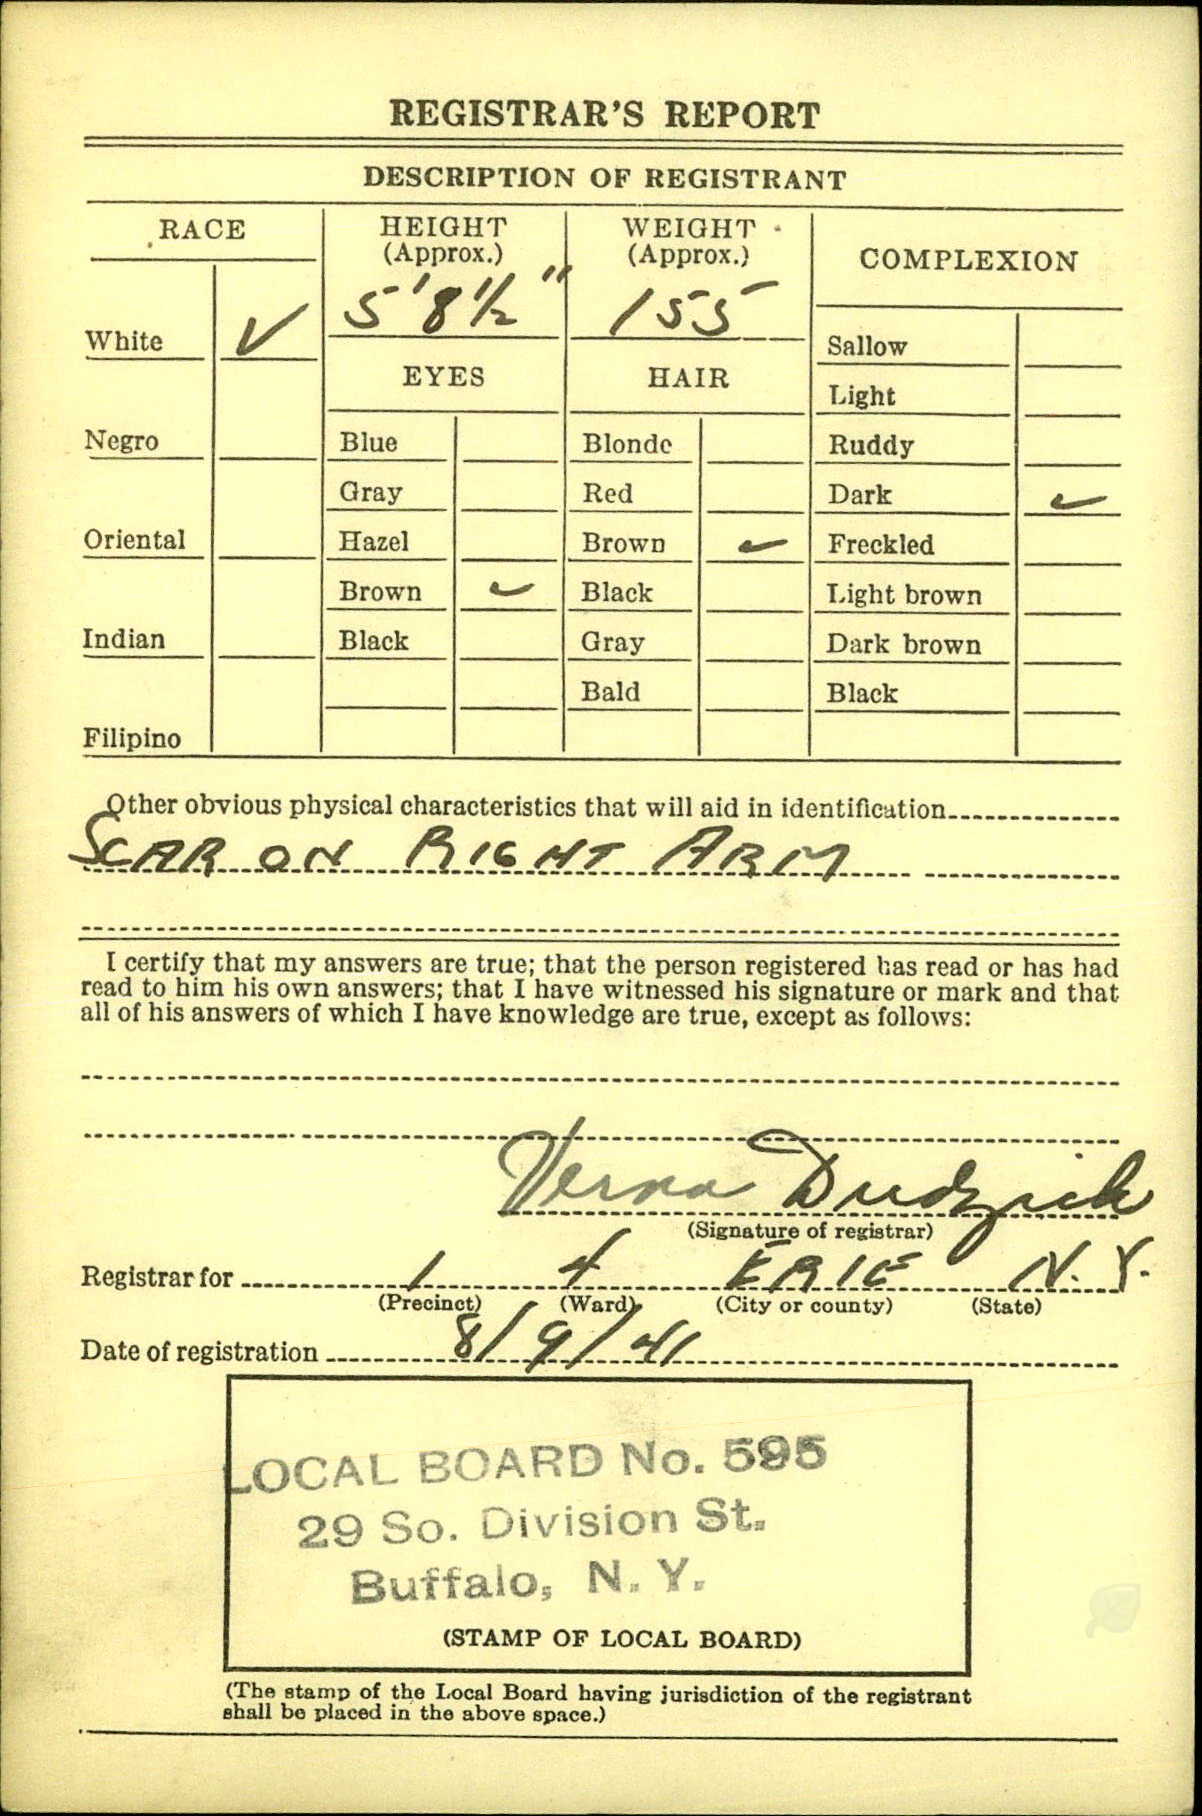 REGISTRAR'S REPORT
DESCRIPTION OF REGISTRANT
RACE
HEIGHT
(Approx.)
WEIGHT
(Approx.)
COMPLEXION
5' 8 1/2"
155
White ✓
EYES
HAIR
Sallow
Light
Negro
Blue
Blonde
Ruddy
Gray
Red
Dark ✓
Oriental
Hazel
Brown ✓
Freckled
Brown ✓
Black
Light brown
Indian
Black
Gray
Dark brown
Bald
Black
Filipino
Other obvious physical characteristics that will aid in identification
SCAR ON RIGHT ARM
I certify that my answers are true; that the person registered has read or has had
read to him his own answers; that I have witnessed his signature or mark and that
all of his answers of which I have knowledge are true, except as follows:
Verna Dudzick
(Signature of registrar)
Registrar for 1 4 ERIE N. Y.
(Precinct) (Ward) (City or county) (State)
Date of registration 8/9/41
LOCAL BOARD No. 595
29 So. Division St.
Buffalo, N. Y.
(STAMP OF LOCAL BOARD)
(The stamp of the Local Board having jurisdiction of the registrant
shall be placed in the above space.)